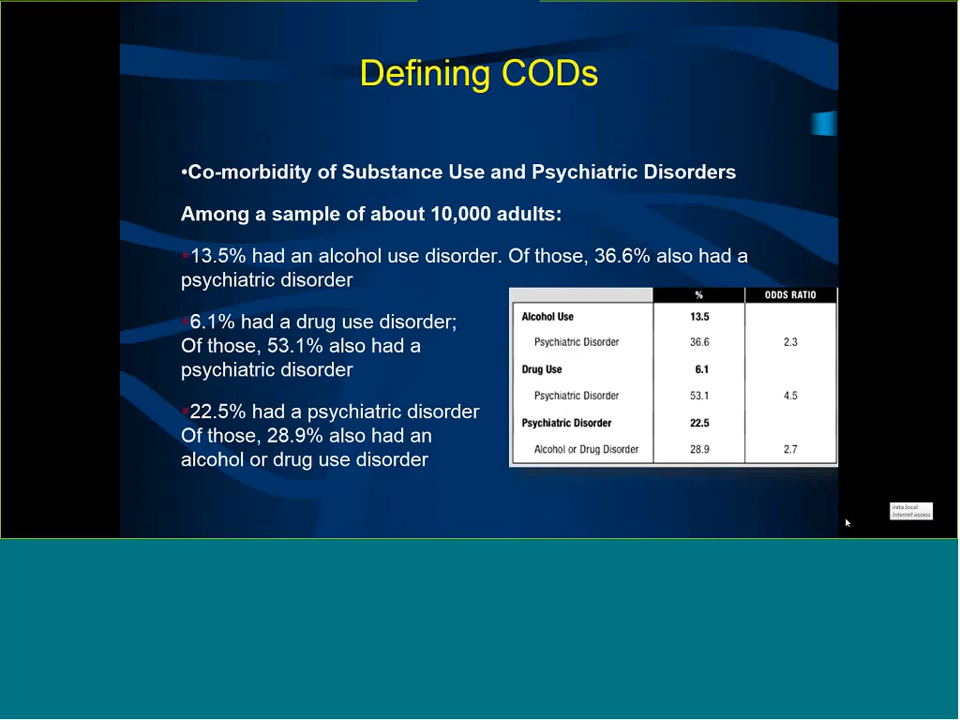 Defining CODs
•Co-morbidity of Substance Use and Psychiatric Disorders
Among a sample of about 10,000 adults:
▪13.5% had an alcohol use disorder. Of those, 36.6% also had a
psychiatric disorder
▪6.1% had a drug use disorder;
Of those, 53.1% also had a
psychiatric disorder
▪22.5% had a psychiatric disorder
Of those, 28.9% also had an
alcohol or drug use disorder
% ODDS RATIO
Alcohol Use 13.5
Psychiatric Disorder 36.6 2.3
Drug Use 6.1
Psychiatric Disorder 53.1 4.5
Psychiatric Disorder 22.5
Alcohol or Drug Disorder 28.9 2.7
Internet access